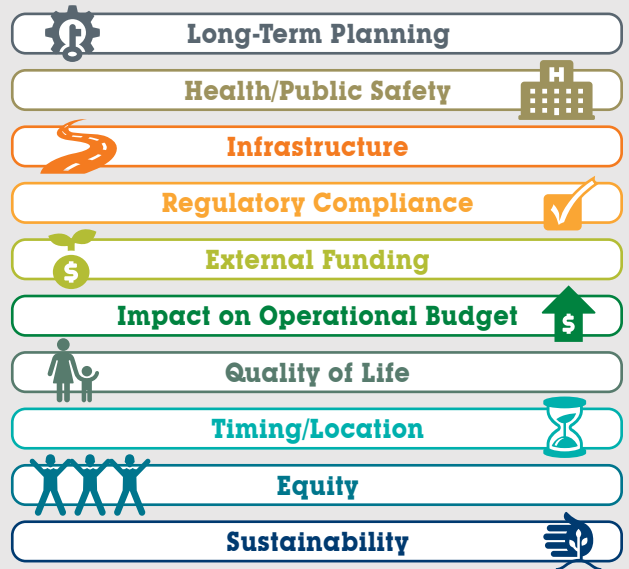 Long-Term Planning
H
Health/Public Safety
Infrastructure
Regulatory Compliance
External Funding
$
Impact on Operational Budget
$
Quality of Life
Timing/Location
Equity
Sustainability